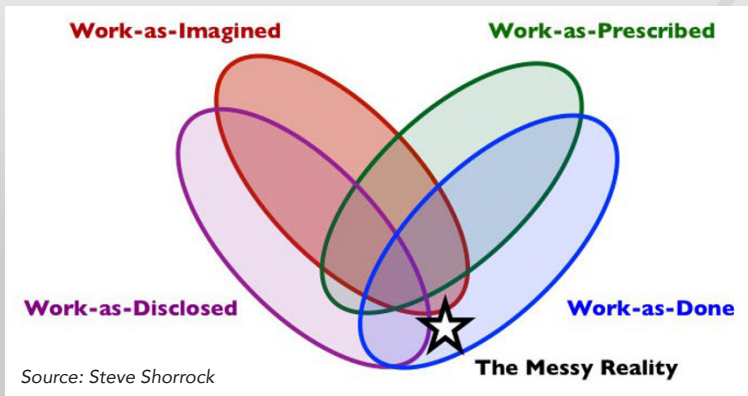 Work-as-Imagined
Work-as-Prescribed
Work-as-Disclosed
Work-as-Done
The Messy Reality
Source: Steve Shorrock